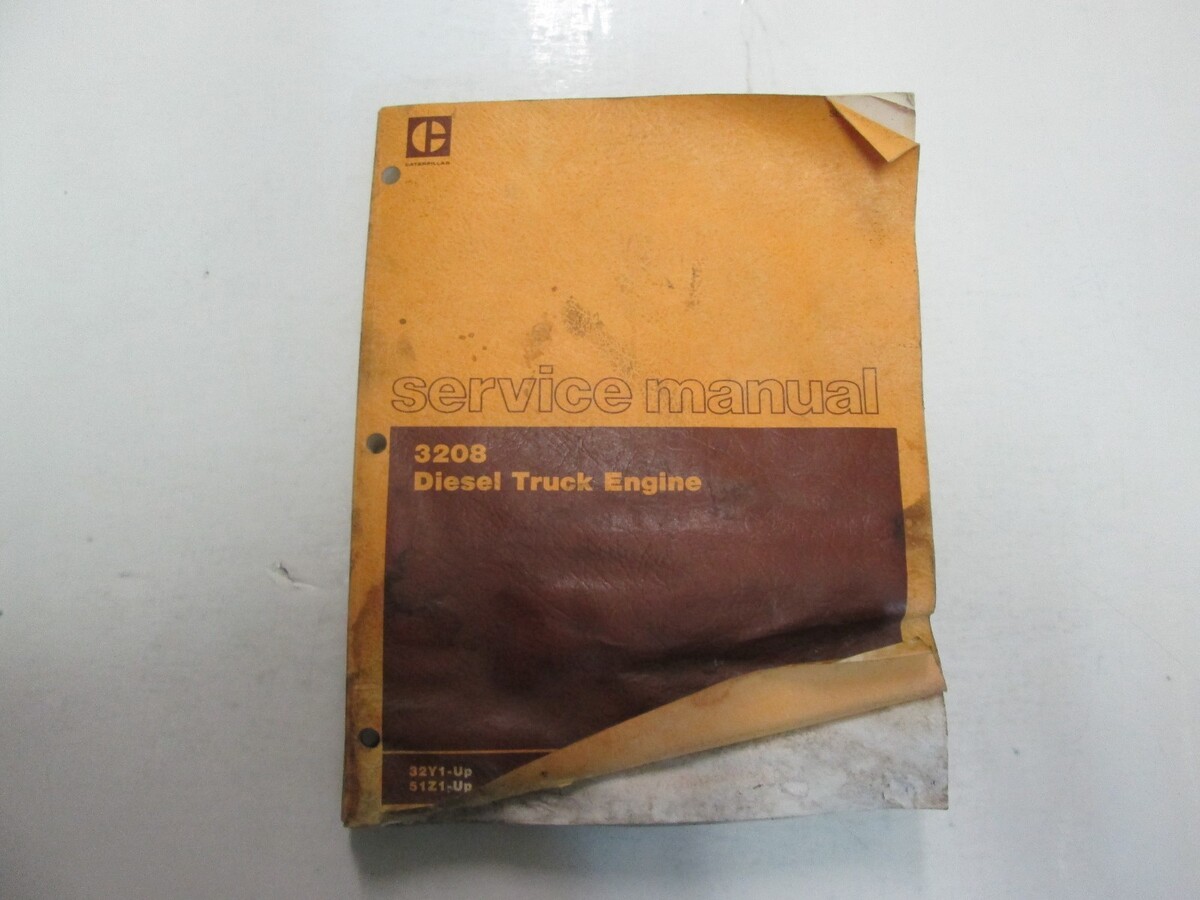 CATERPILLAR
service manual
3208
Diesel Truck Engine
32Y1-Up
51Z1-Up